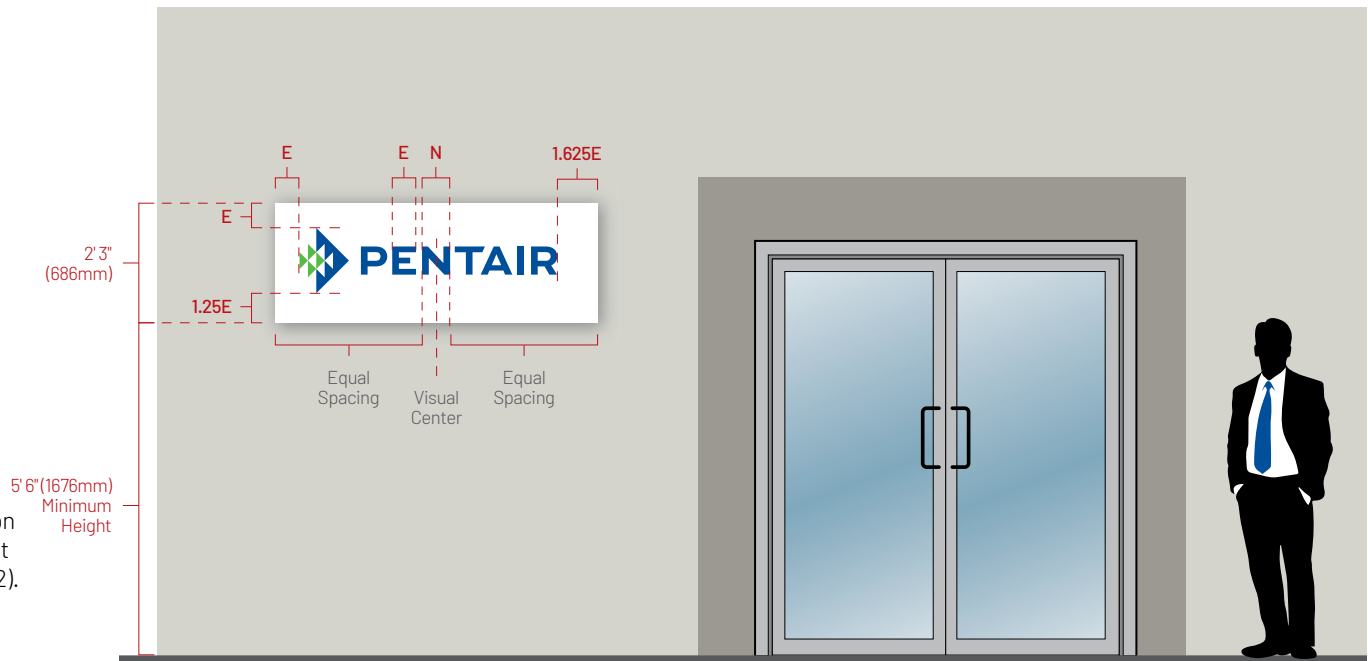 E E N 1.625E
E
2' 3"
(686mm)
PENTAIR
1.25E
Equal
Spacing
Visual
Center
Equal
Spacing
5' 6"(1676mm)
Minimum
Height
2).